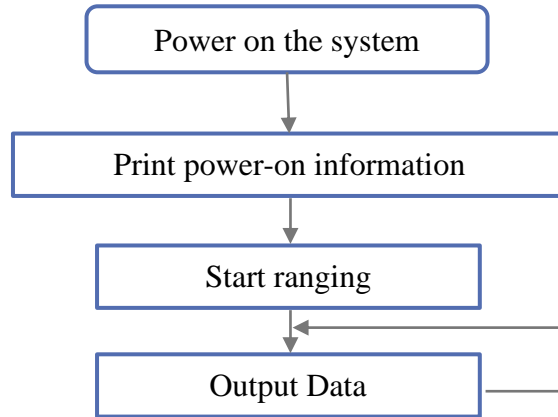 Power on the system
Print power-on information
Start ranging
Output Data